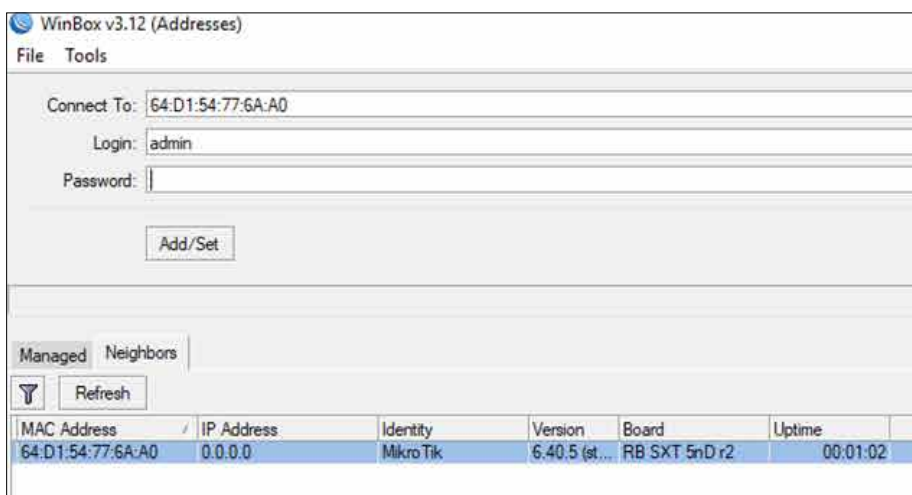 WinBox v3.12 (Addresses)
File Tools
Connect To: 64:D1:54:77:6A:A0
Login: admin
Password:
Add/Set
Managed Neighbors
Refresh
MAC Address IP Address Identity Version Board Uptime
64:D1:54:77:6A:A0 0.0.0.0 MikroTik 6.40.5 (st... RB SXT 5nD r2 00:01:02